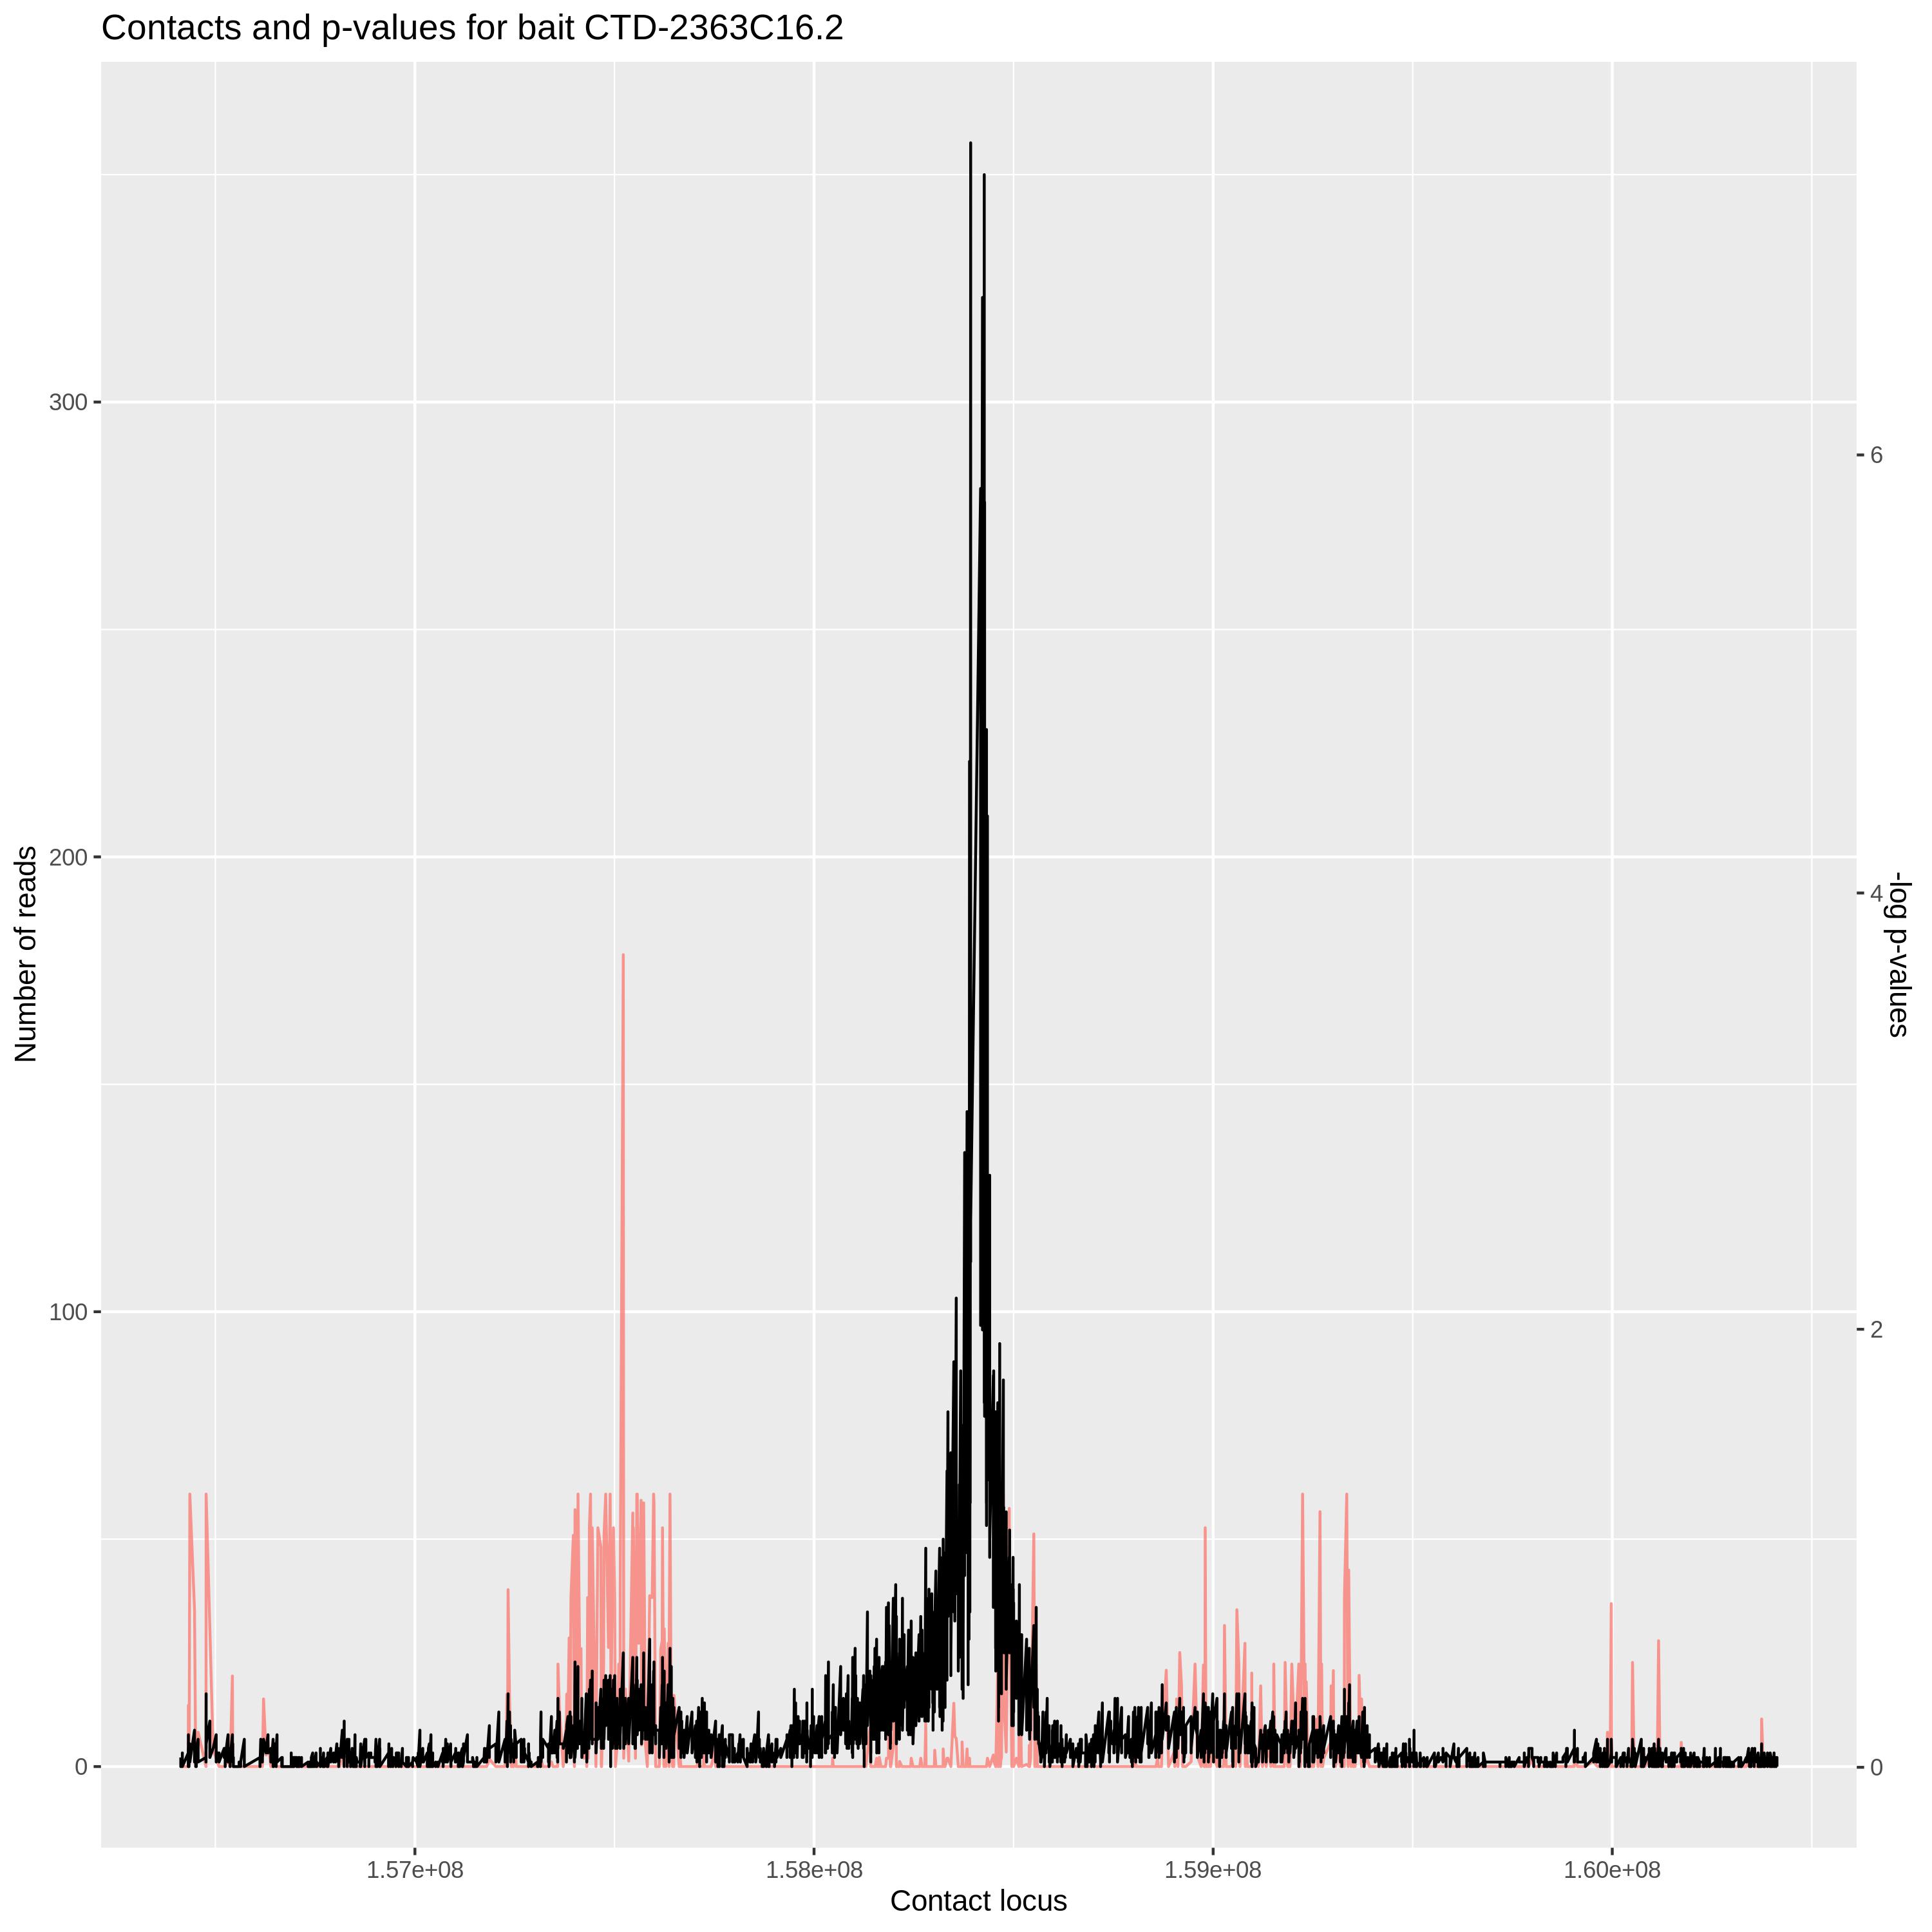 Contacts and p-values for bait CTD-2363C16.2
300
200
100
0
Number of reads
6
4
2
0
-log p-values
1.57e+08
1.58e+08
1.59e+08
1.60e+08
Contact locus